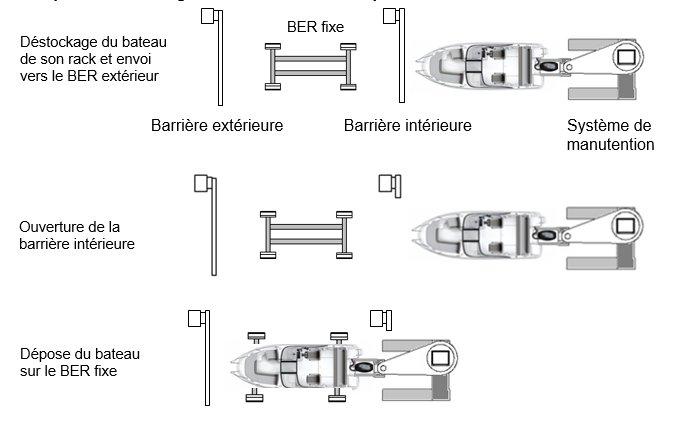 BER fixe
Déstockage du bateau
de son rack et envoi
vers le BER extérieur
Barrière extérieure
Barrière intérieure
Système de
manutention
Ouverture de la
barrière intérieure
Dépose du bateau
sur le BER fixe